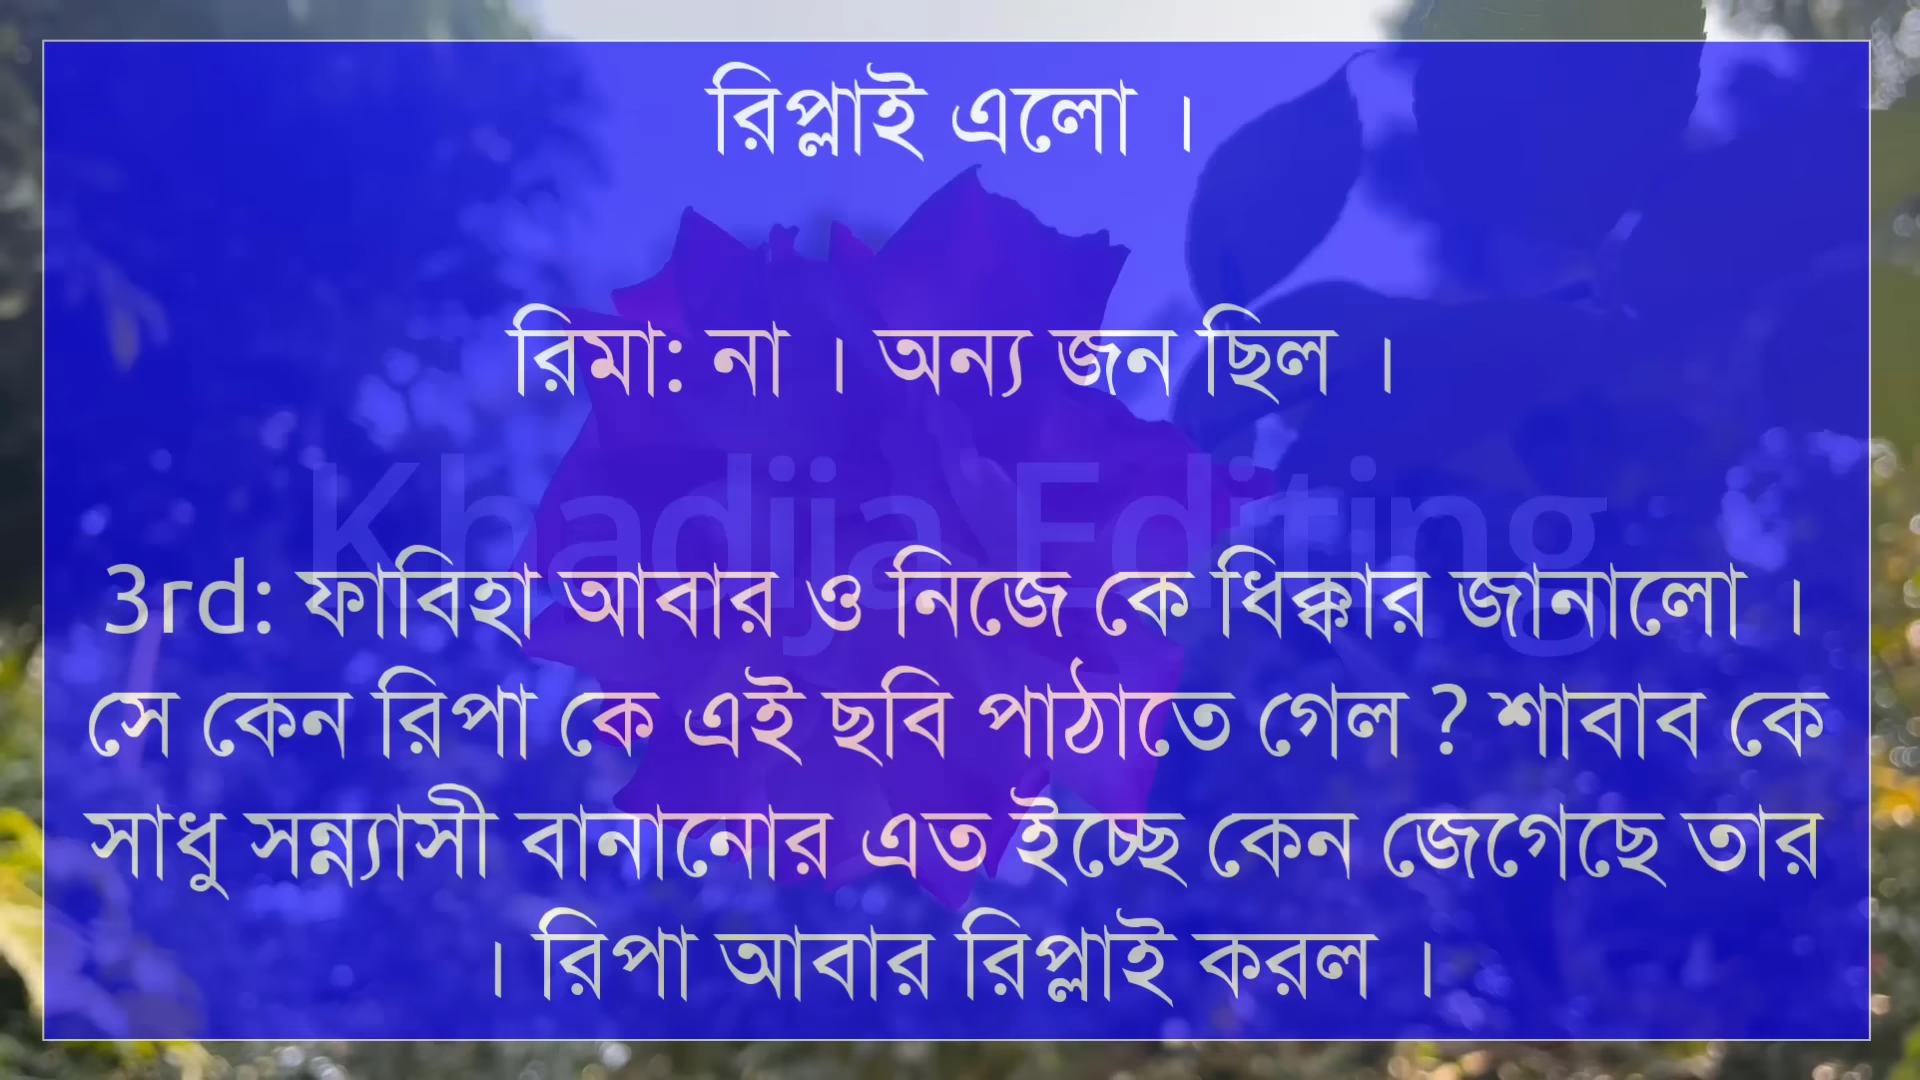 রিপ্লাই এলো ।
রিমা: না । অন্য জন ছিল ।
Khadija Editing
3rd: ফাবিহা আবার ও নিজে কে ধিক্কার জানালো ।
সে কেন রিপা কে এই ছবি পাঠাতে গেল ? শাবাব কে
সাধু সন্ন্যাসী বানানোর এত ইচ্ছে কেন জেগেছে তার
। রিপা আবার রিপ্লাই করল ।